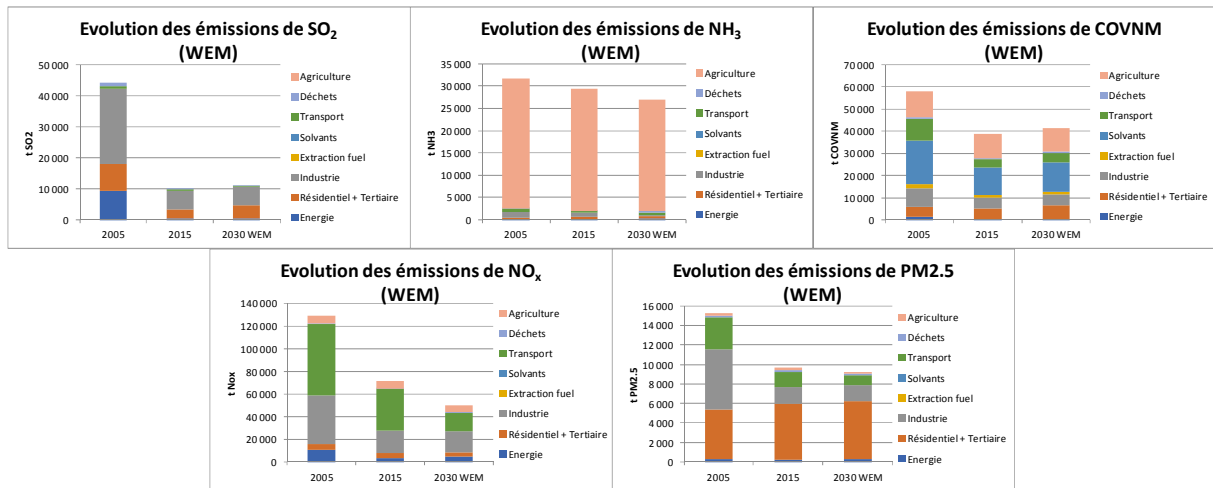 Evolution des émissions de SO₂
(WEM)
t SO2
50 000
40 000
30 000
20 000
10 000
0
2005
2015
2030 WEM
Agriculture
Déchets
Transport
Solvants
Extraction fuel
Industrie
Résidentiel + Tertiaire
Energie
Evolution des émissions de NH₃
(WEM)
t NH3
35 000
30 000
25 000
20 000
15 000
10 000
5 000
0
2005
2015
2030 WEM
Agriculture
Déchets
Transport
Solvants
Extraction fuel
Industrie
Résidentiel + Tertiaire
Energie
Evolution des émissions de COVNM
(WEM)
t COVNM
70 000
60 000
50 000
40 000
30 000
20 000
10 000
0
2005
2015
2030 WEM
Agriculture
Déchets
Transport
Solvants
Extraction fuel
Industrie
Résidentiel + Tertiaire
Energie
Evolution des émissions de NOₓ
(WEM)
t Nox
140 000
120 000
100 000
80 000
60 000
40 000
20 000
0
2005
2015
2030 WEM
Agriculture
Déchets
Transport
Solvants
Extraction fuel
Industrie
Résidentiel + Tertiaire
Energie
Evolution des émissions de PM2.5
(WEM)
t PM2.5
16 000
14 000
12 000
10 000
8 000
6 000
4 000
2 000
0
2005
2015
2030 WEM
Agriculture
Déchets
Transport
Solvants
Extraction fuel
Industrie
Résidentiel + Tertiaire
Energie